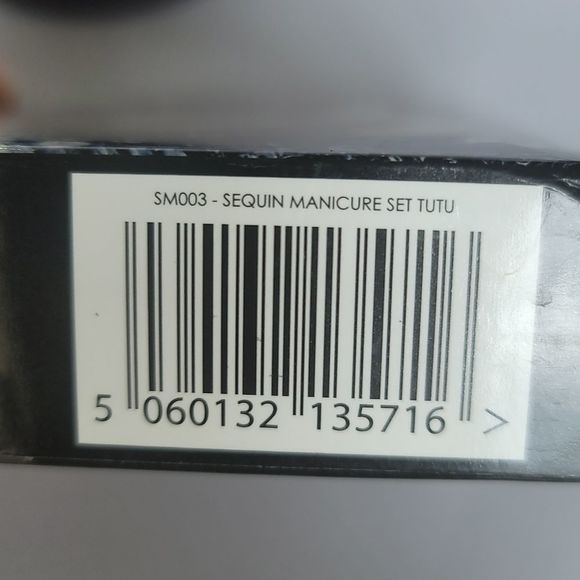 SM003 - SEQUIN MANICURE SET TUTU
5 060132 135716 >